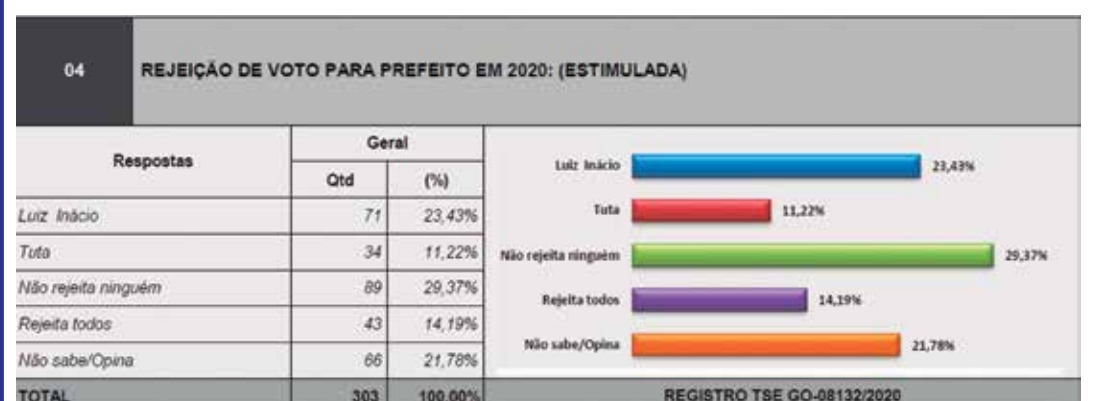 04 REJEIÇÃO DE VOTO PARA PREFEITO EM 2020: (ESTIMULADA)
Respostas
Geral
Qtd (%)
Luiz Inácio 71 23,43%
Tuta 34 11,22%
Não rejeita ninguém 89 29,37%
Rejeita todos 43 14,19%
Não sabe/Opina 66 21,78%
TOTAL 303 100,00%
Luiz Inácio 23,43%
Tuta 11,22%
Não rejeita ninguém 29,37%
Rejeita todos 14,19%
Não sabe/Opina 21,78%
REGISTRO TSE GO-08132/2020